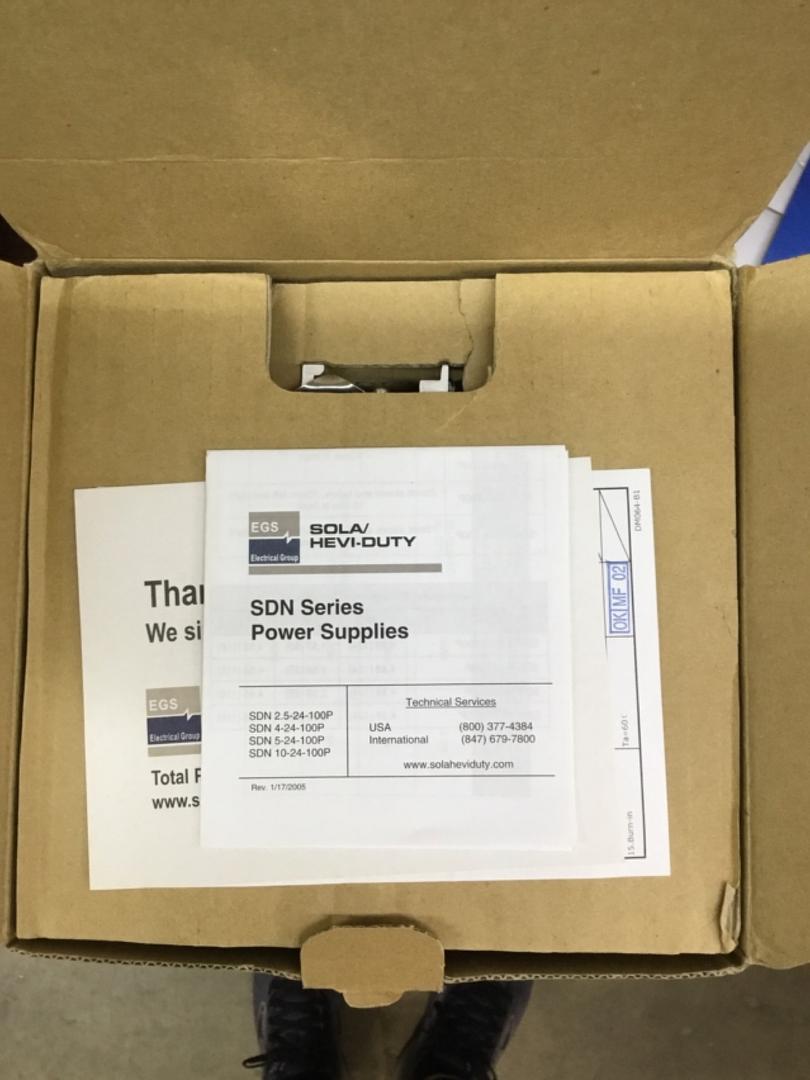 EGS
Electrical Group
SOLA/
HEVI-DUTY
SDN Series
Power Supplies
SDN 2.5-24-100P
SDN 4-24-100P
SDN 5-24-100P
SDN 10-24-100P
Technical Services
USA (800) 377-4384
International (847) 679-7800
www.solaheviduty.com
Rev. 1/17/2005
We si
EGS
Electrical Group
Total
www.s
DM064-B1
OK MF 02
Ta=60
15.Burn-in